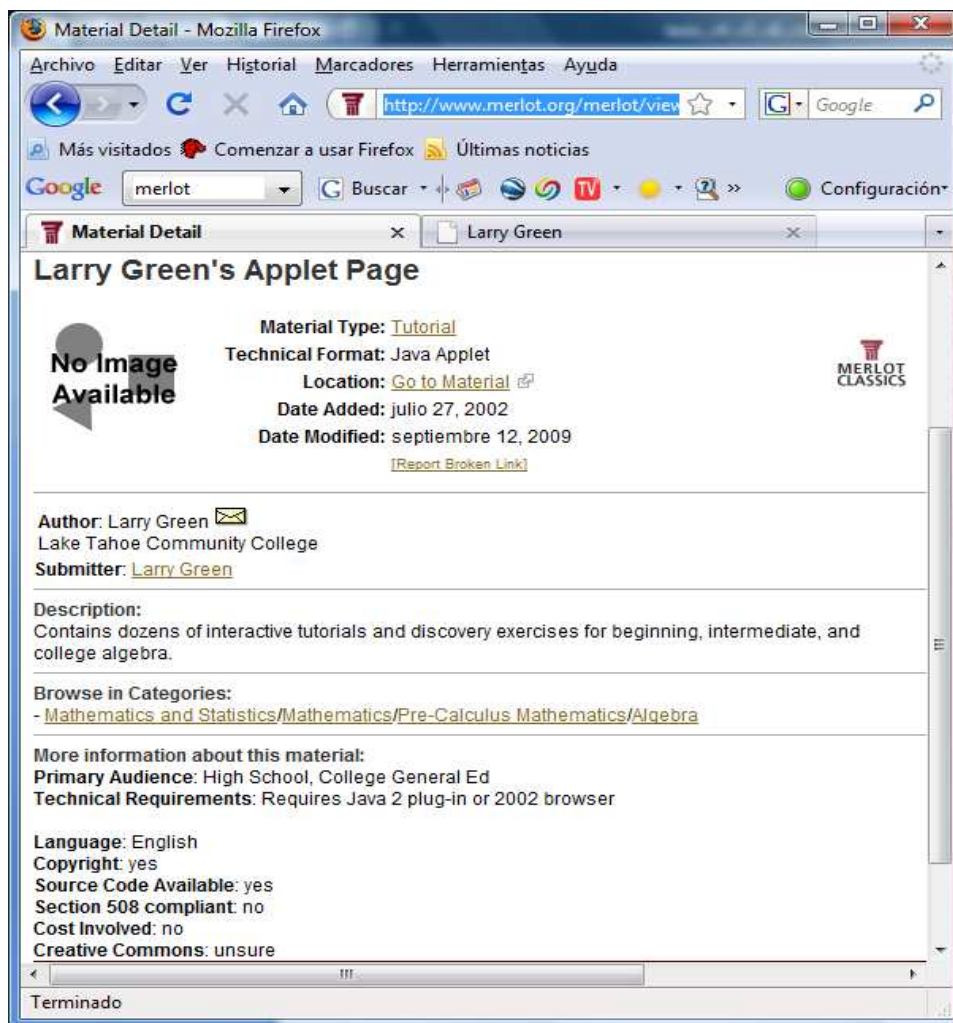 Material Detail - Mozilla Firefox
Archivo Editar Ver Historial Marcadores Herramientas Ayuda
http://www.merlot.org/merlot/view
G Google
Más visitados Comenzar a usar Firefox Últimas noticias
Google merlot G Buscar TV » Configuración
Material Detail Larry Green
Larry Green's Applet Page
No Image
Available
Material Type: Tutorial
Technical Format: Java Applet
Location: Go to Material
Date Added: julio 27, 2002
Date Modified: septiembre 12, 2009
[Report Broken Link]
MERLOT
CLASSICS
Author: Larry Green
Lake Tahoe Community College
Submitter: Larry Green
Description:
Contains dozens of interactive tutorials and discovery exercises for beginning, intermediate, and
college algebra.
Browse in Categories:
- Mathematics and Statistics/Mathematics/Pre-Calculus Mathematics/Algebra
More information about this material:
Primary Audience: High School, College General Ed
Technical Requirements: Requires Java 2 plug-in or 2002 browser
Language: English
Copyright: yes
Source Code Available: yes
Section 508 compliant: no
Cost Involved: no
Creative Commons: unsure
Terminado